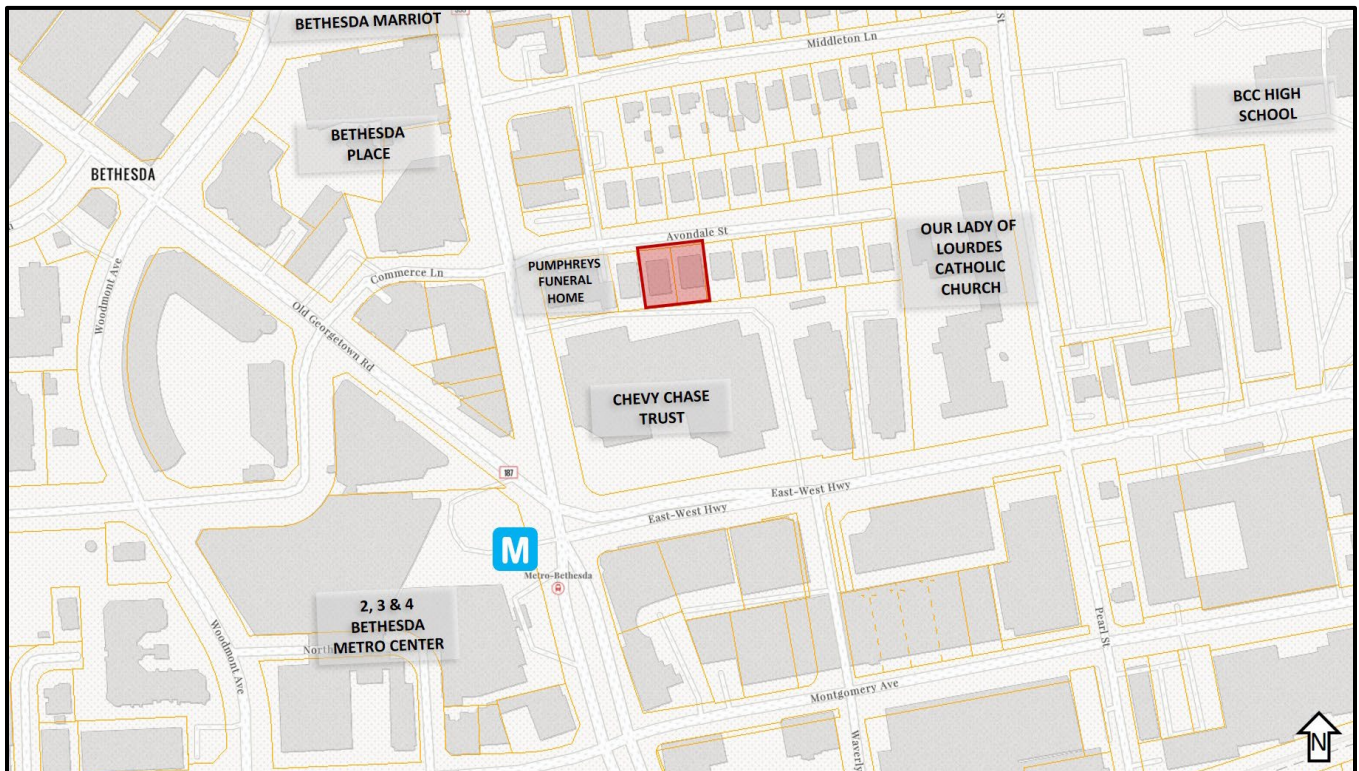 BETHESDA MARRIOT
St
Middleton Ln
BCC HIGH
SCHOOL
BETHESDA
PLACE
BETHESDA
Avondale St
OUR LADY OF
LOURDES
CATHOLIC
CHURCH
PUMPHREYS
FUNERAL
HOME
Commerce Ln
Woodmont Ave
Old Georgetown Rd
CHEVY CHASE
TRUST
187
East-West Hwy
East-West Hwy
M
Metro-Bethesda
2, 3 & 4
BETHESDA
METRO CENTER
North
Woodmont Ave
Pearl St
Montgomery Ave
Waverly
N